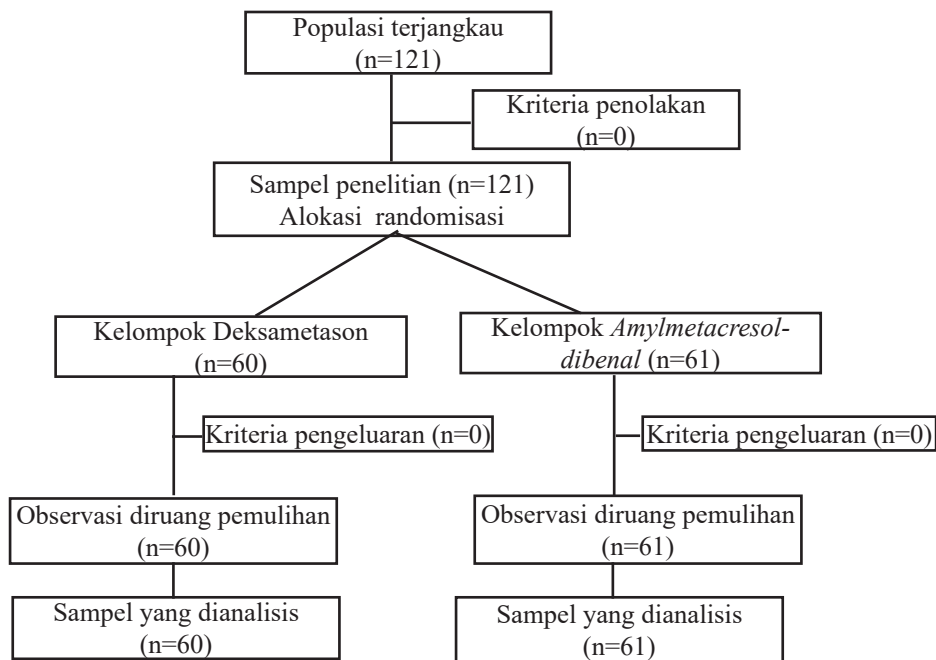 Populasi terjangkau
(n=121)
Kriteria penolakan
(n=0)
Sampel penelitian (n=121)
Alokasi randomisasi
Kelompok Deksametason
(n=60)
Kelompok Amylmetacresol-
dibenal (n=61)
Kriteria pengeluaran (n=0)
Kriteria pengeluaran (n=0)
Observasi diruang pemulihan
(n=60)
Observasi diruang pemulihan
(n=61)
Sampel yang dianalisis
(n=60)
Sampel yang dianalisis
(n=61)